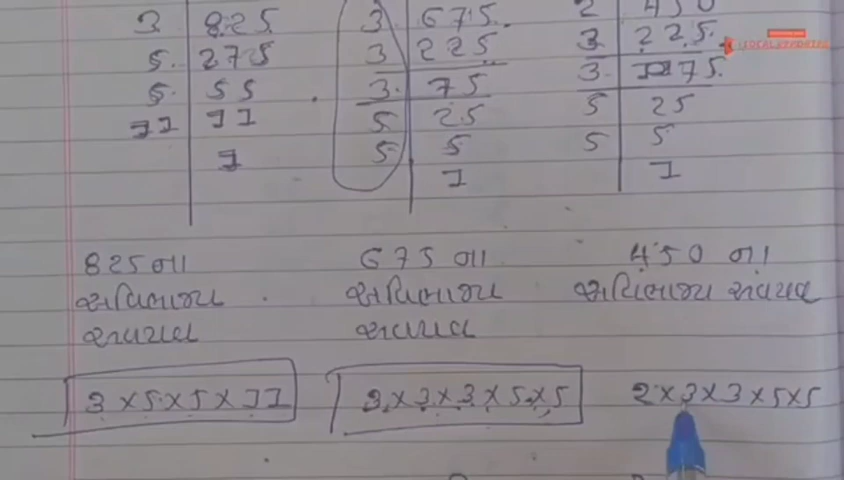 3 825 3 675 2 450
5 275 3 225 3 225
5 55 3 75 3 75
11 11 5 25 5 25
1 5 5 5 5
1 1
825 ના 675 ના 450 ના
અવિભાજ્ય અવિભાજ્ય અવિભાજ્ય અવયવ
અવયવ અવયવ
3 × 5 × 5 × 11 3 × 3 × 3 × 5 × 5 2 × 3 × 3 × 5 × 5